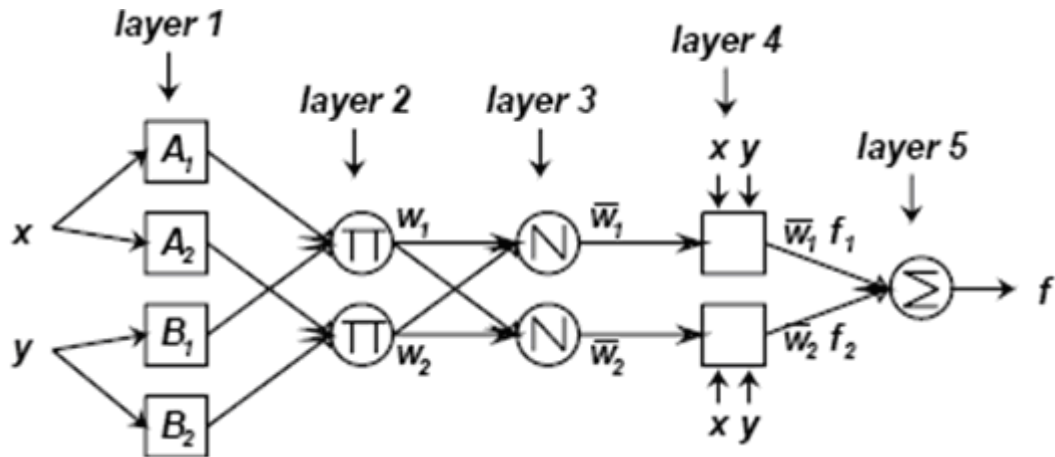 layer 1
layer 2
layer 3
layer 4
layer 5
x
y
A₁
A₂
B₁
B₂
∏
∏
w₁
w₂
N
N
w̅₁
w̅₂
x y
x y
w̅₁ f₁
w̅₂ f₂
Σ
f